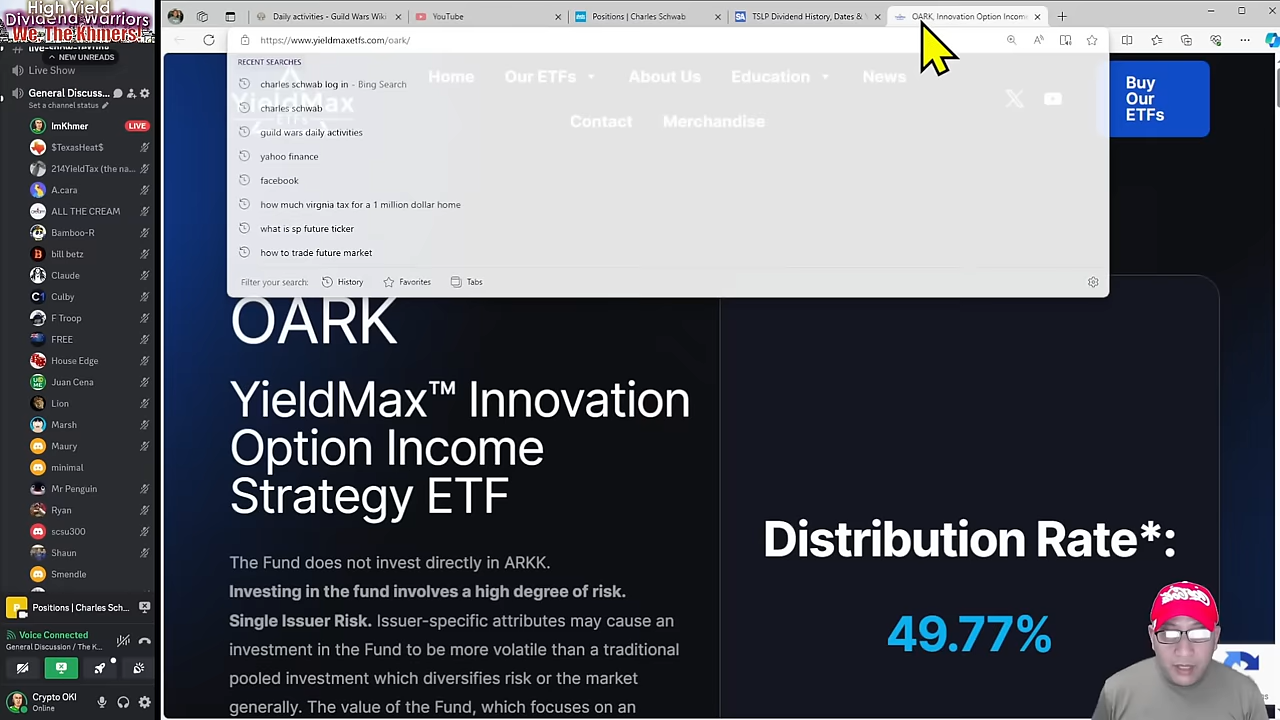 High Yield
Dividend Warriors
We, The Khmers!
NEW UNREADS
Live Show
General Discuss...
Set a channel status
ImKhmer
LIVE
$TexasHeat$
214YieldTax (the na...
A.cara
ALL THE CREAM
Bamboo-R
bill betz
Claude
Culby
F Troop
FREE
House Edge
Juan Cena
Lion
Marsh
Maury
minimal
Mr Penguin
Ryan
scsu300
Shaun
Smendle
Positions | Charles Sch...
Voice Connected
General Discussion / The K...
Crypto OKI
Online
Daily activities - Guild Wars Wiki
YouTube
Positions | Charles Schwab
TSLP Dividend History, Dates &
OARK, Innovation Option Income
https://www.yieldmaxetfs.com/oark/
RECENT SEARCHES
charles schwab log in - Bing Search
charles schwab
guild wars daily activities
yahoo finance
facebook
how much virgnia tax for a 1 million dollar home
what is sp future ticker
how to trade future market
Filter your search:
History
Favorites
Tabs
YieldMax
ETFs
Home
Our ETFs
About Us
Education
News
Contact
Merchandise
Buy
Our
ETFs
OARK
YieldMax™ Innovation
Option Income
Strategy ETF
The Fund does not invest directly in ARKK.
Investing in the fund involves a high degree of risk.
Single Issuer Risk. Issuer-specific attributes may cause an
investment in the Fund to be more volatile than a traditional
pooled investment which diversifies risk or the market
generally. The value of the Fund, which focuses on an
Distribution Rate*:
49.77%